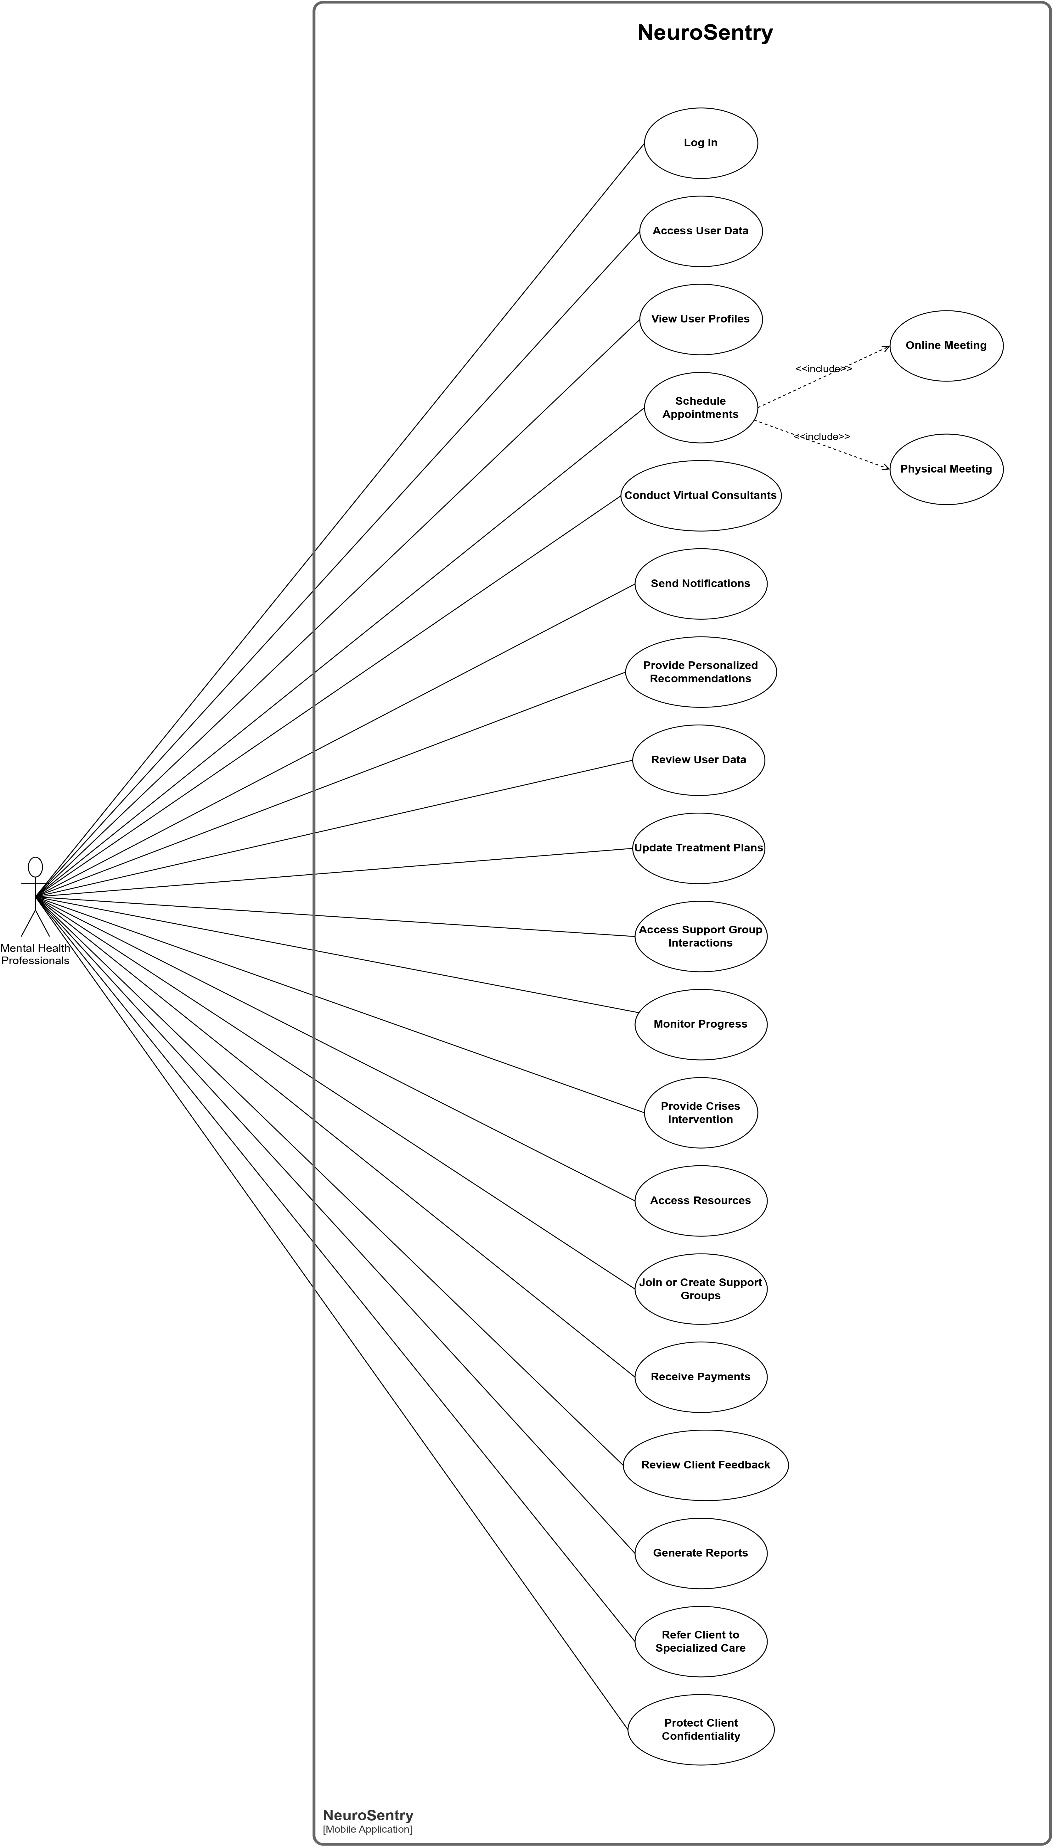 NeuroSentry
Log In
Access User Data
View User Profiles
Online Meeting
<<include>>
Schedule
Appointments
<<include>>
Physical Meeting
Conduct Virtual Consultants
Send Notifications
Provide Personalized
Recommendations
Review User Data
Update Treatment Plans
Mental Health
Professionals
Access Support Group
Interactions
Monitor Progress
Provide Crises
Intervention
Access Resources
Join or Create Support
Groups
Receive Payments
Review Client Feedback
Generate Reports
Refer Client to
Specialized Care
Protect Client
Confidentiality
NeuroSentry
[Mobile Application]